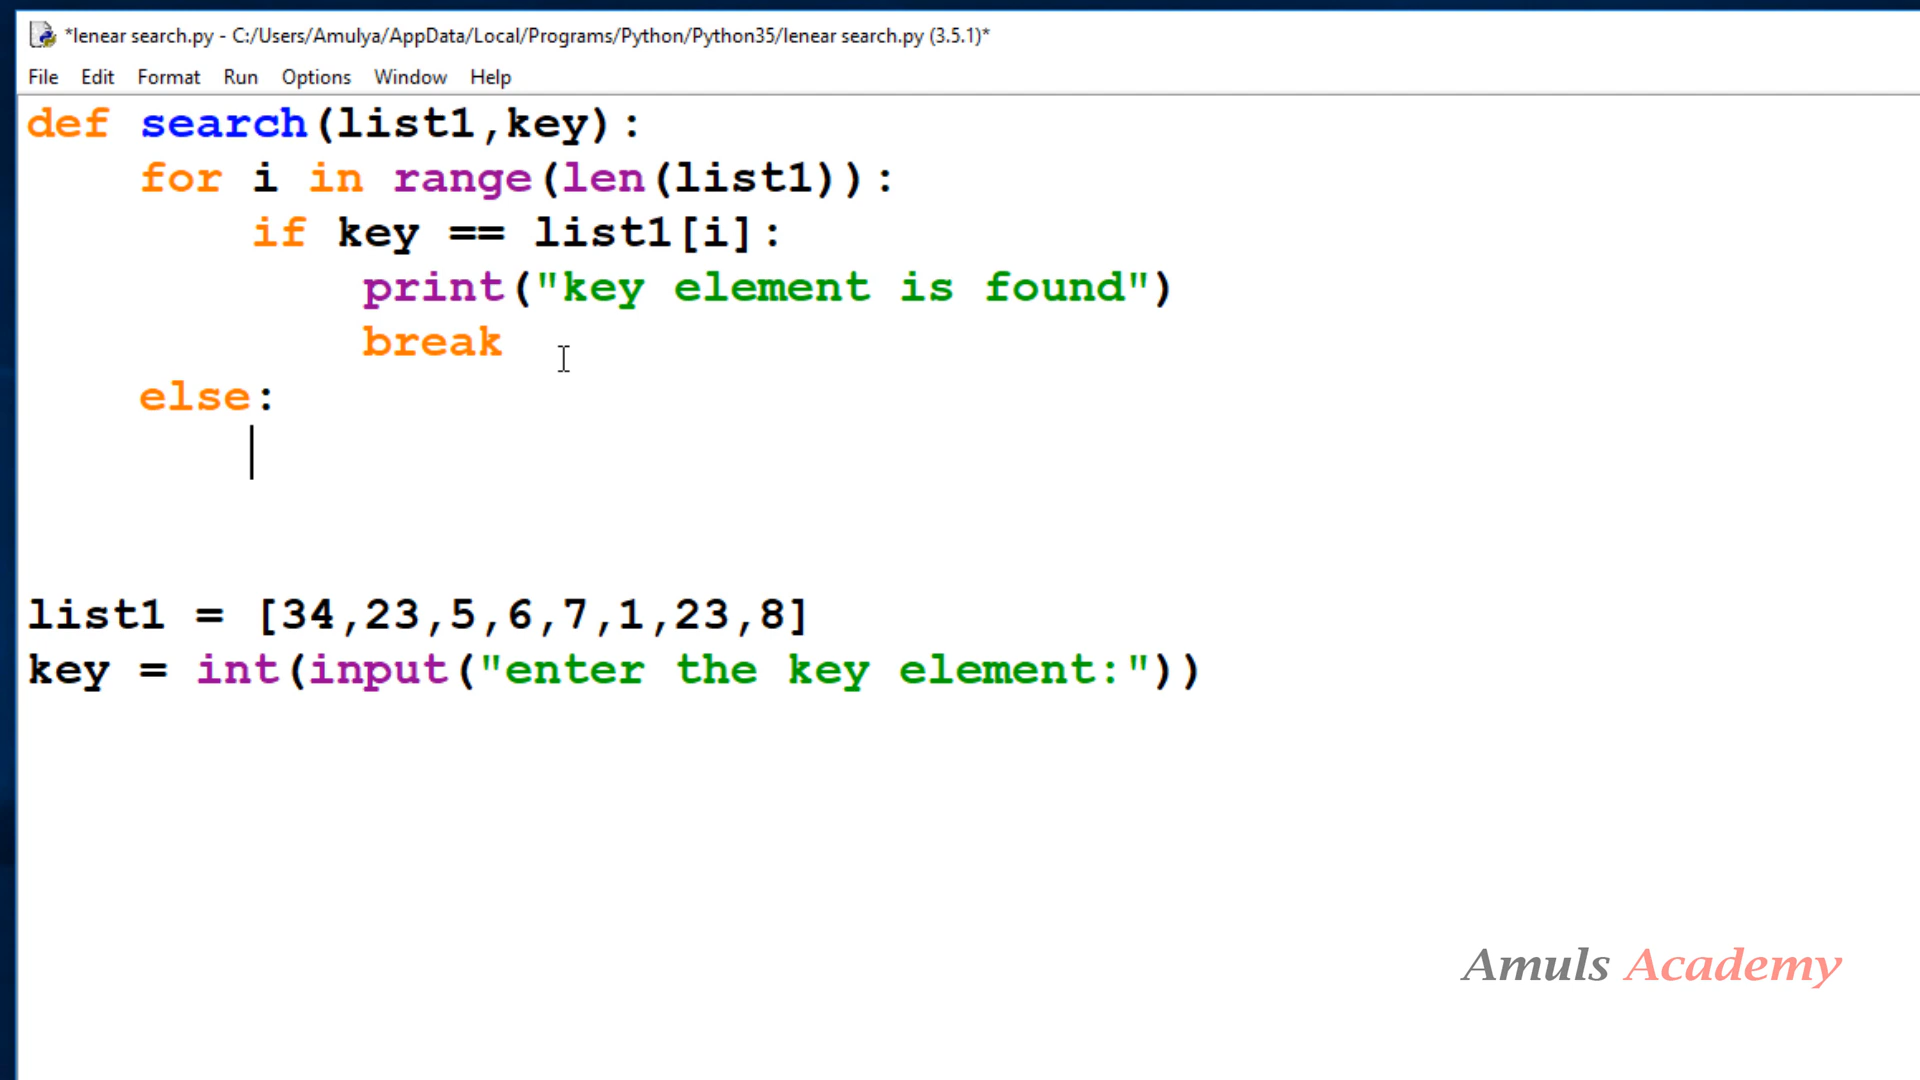 *lenear search.py - C:/Users/Amulya/AppData/Local/Programs/Python/Python35/lenear search.py (3.5.1)*
File Edit Format Run Options Window Help
def search(list1,key):
    for i in range(len(list1)):
        if key == list1[i]:
            print("key element is found")
            break
    else:
list1 = [34,23,5,6,7,1,23,8]
key = int(input("enter the key element:"))
Amuls Academy